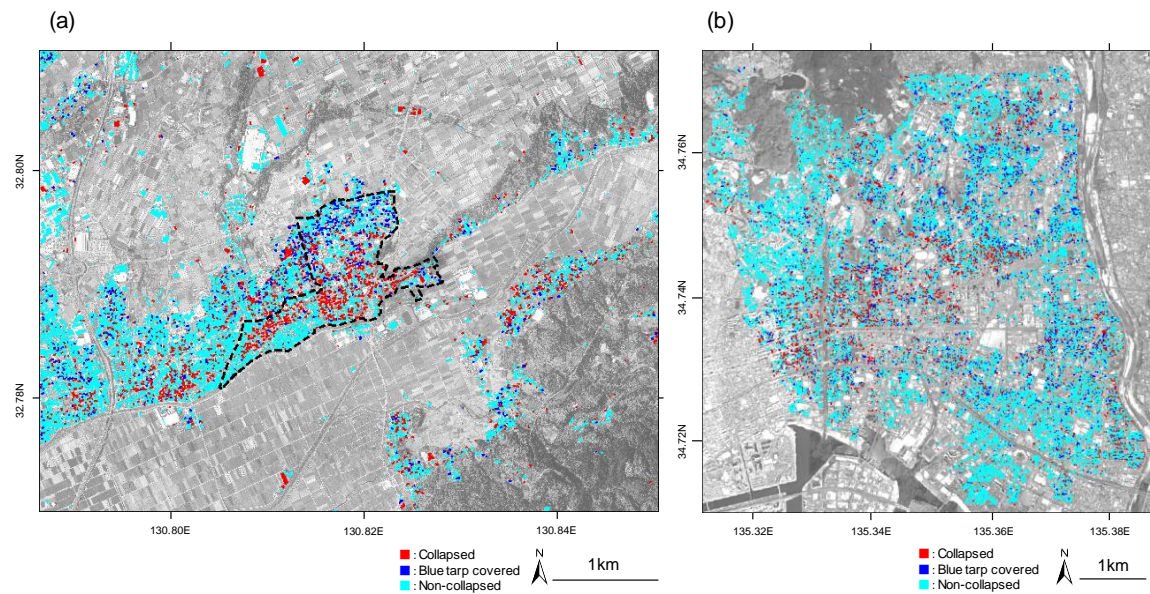 (a)
(b)
32.80N
32.78N
130.80E
130.82E
130.84E
: Collapsed
: Blue tarp covered
: Non-collapsed
N
1km
34.76N
34.74N
34.72N
135.32E
135.34E
135.36E
135.38E
: Collapsed
: Blue tarp covered
: Non-collapsed
N
1km